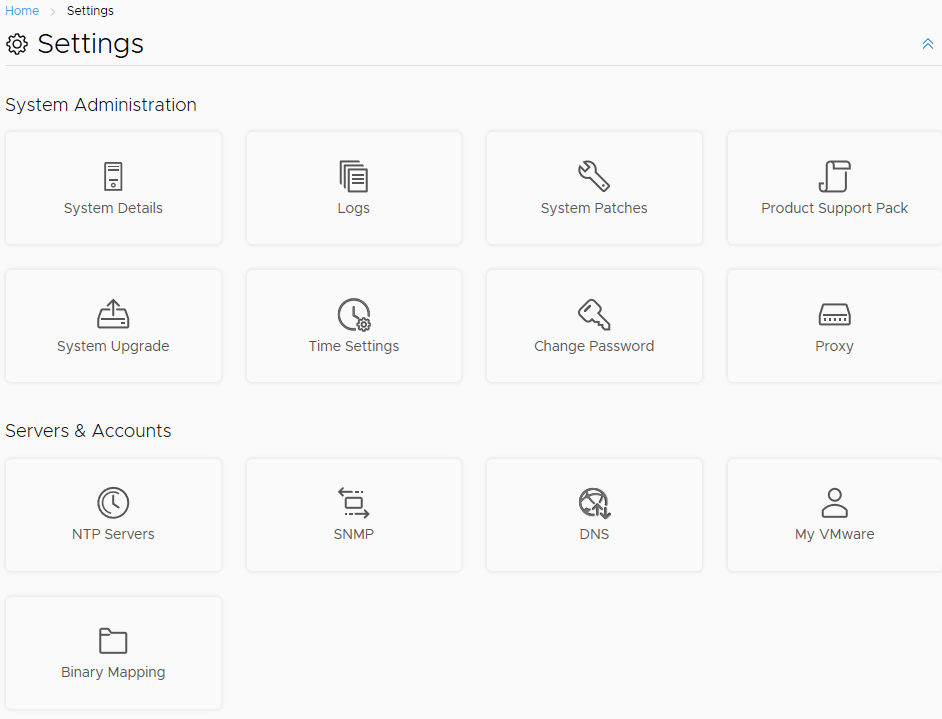 Home > Settings
Settings
System Administration
System Details
Logs
System Patches
Product Support Pack
System Upgrade
Time Settings
Change Password
Proxy
Servers & Accounts
NTP Servers
SNMP
DNS
My VMware
Binary Mapping